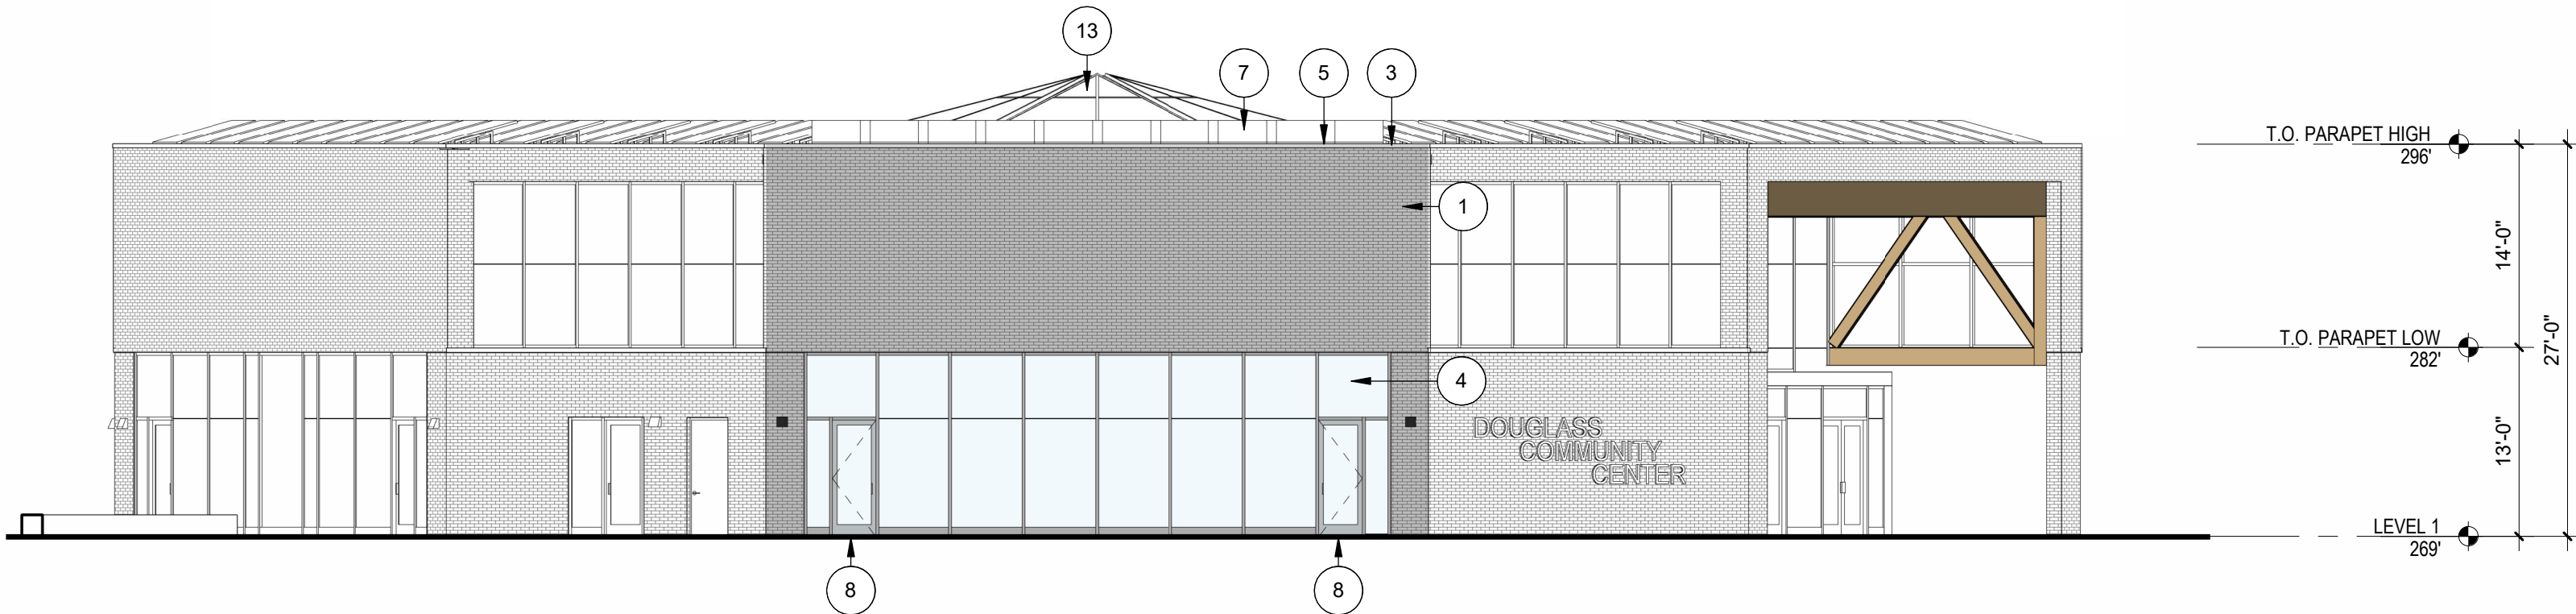 13
7
5
3
T.O. PARAPET HIGH
296'
1
14'-0"
T.O. PARAPET LOW
282'
27'-0"
4
DOUGLASS
COMMUNITY
CENTER
13'-0"
LEVEL 1
269'
8
8